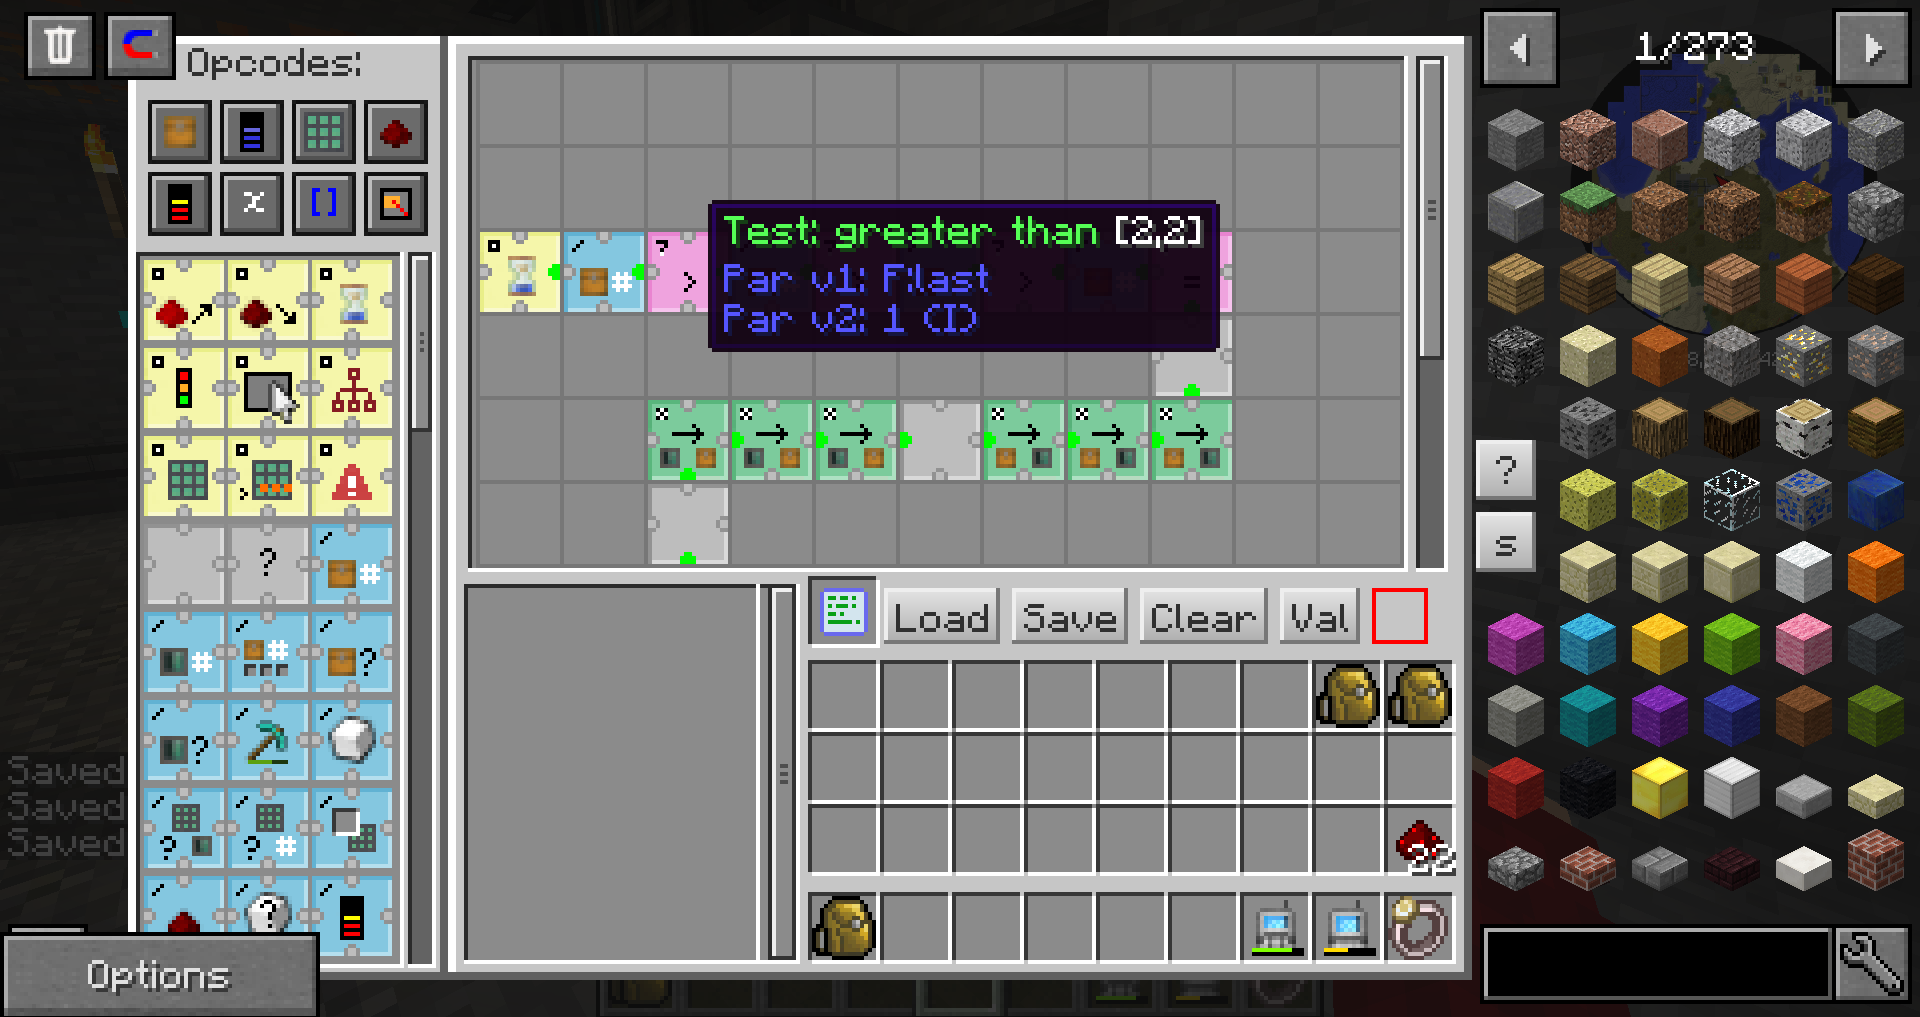 Opcodes:
1/273
Test: greater than [2,2]
Par v1: F:last
Par v2: 1 (I)
?
s
Load
Save
Clear
Val
Saved
Saved
Saved
22
Options